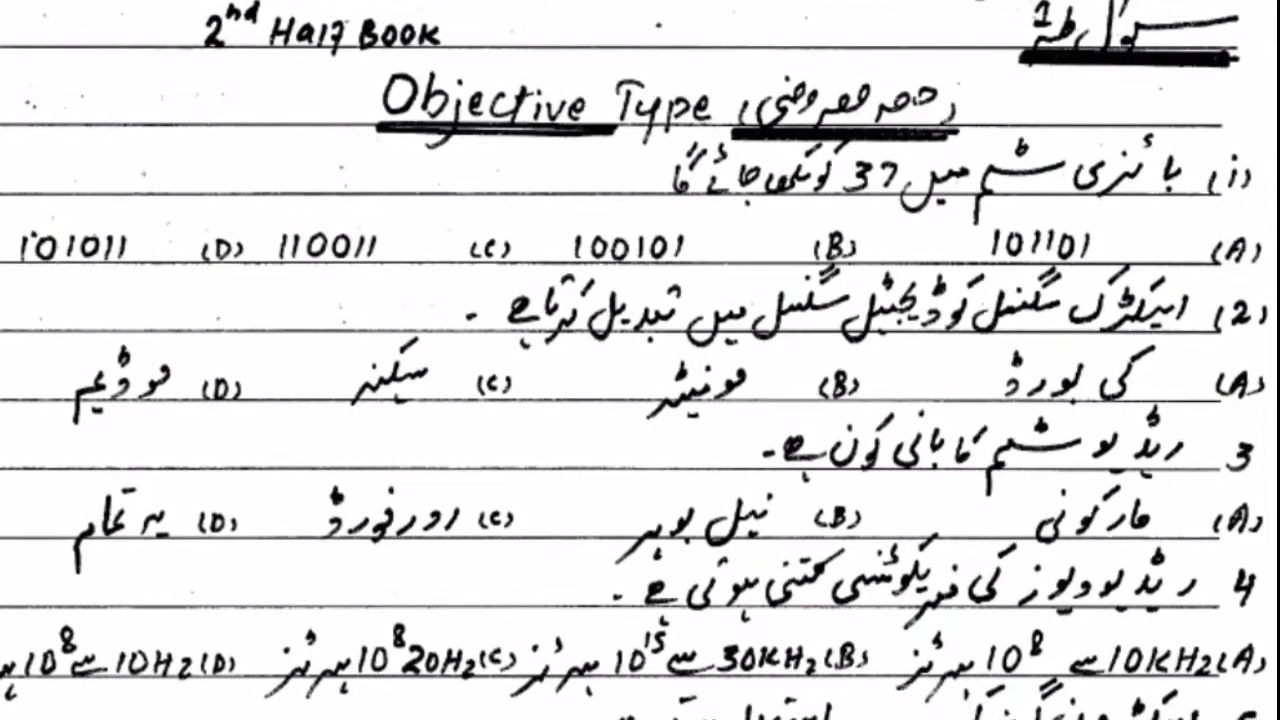 2nd Half BOOK سوال نمبر 1
Objective Type (حصہ معروضی)
(1) بائنری سٹم میں 37 کو لکھا جائے گا
(A) 101101 (B) 100101 (C) 110011 (D) 101011
(2) الیکٹرک سگنل کو ڈیجیٹل سگنل میں تبدیل کرتا ہے ۔
(A) کی بورڈ (B) مونیٹر (C) سکینر (D) موڈیم
3 ریڈیو سٹم کا بانی کون ہے ۔
(A) مارکونی (B) نیل بوہر (C) ردرفورڈ (D) یہ تمام
4 ریڈیو ویوز کی فریکوئنسی کتنی ہوتی ہے ۔
(A) 10KHz سے 10⁸ ہرٹز (B) 30KHz سے 10¹⁵ ہرٹز (C) 20Hz 10⁸ ہرٹز (D) 10Hz سے 10⁸